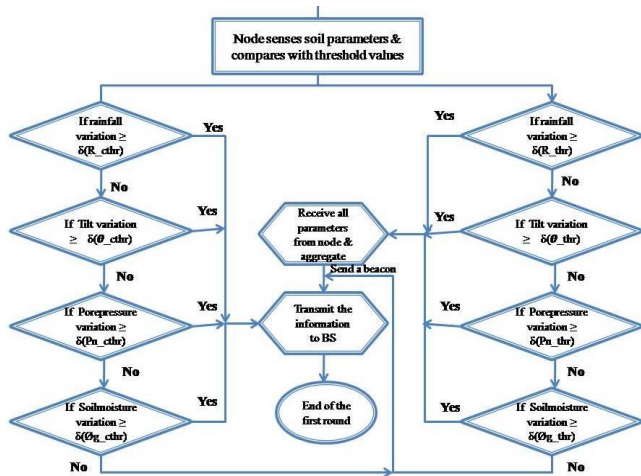 Node senses soil parameters &
compares with threshold values
If rainfall
variation ≥
δ(R_cthr)
Yes
No
If Tilt variation
≥ δ(θ_cthr)
Yes
No
If Porepressure
variation ≥
δ(Pn_cthr)
Yes
No
If Soilmoisture
variation ≥
δ(Øg_cthr)
Yes
No
Receive all
parameters
from node &
aggregate
Send a beacon
Transmit the
information
to BS
End of the
first round
If rainfall
variation ≥
δ(R_thr)
Yes
No
If Tilt variation
≥ δ(θ_thr)
Yes
No
If Porepressure
variation ≥
δ(Pn_thr)
Yes
No
If Soilmoisture
variation ≥
δ(Øg_thr)
Yes
No